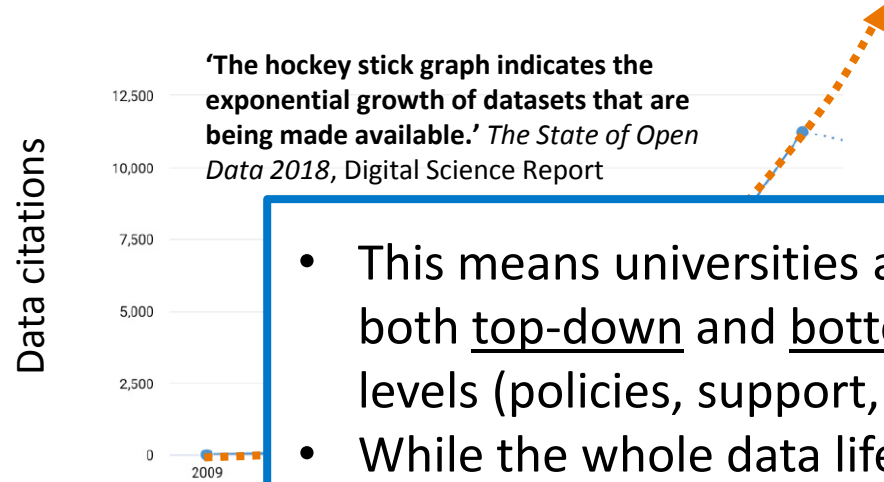 ‘The hockey stick graph indicates the
exponential growth of datasets that are
being made available.’ The State of Open
Data 2018, Digital Science Report
Data citations
12,500
10,000
7,500
5,000
2,500
0
2009
• This means universities
both top-down and
levels (policies, support,
• While the whole data